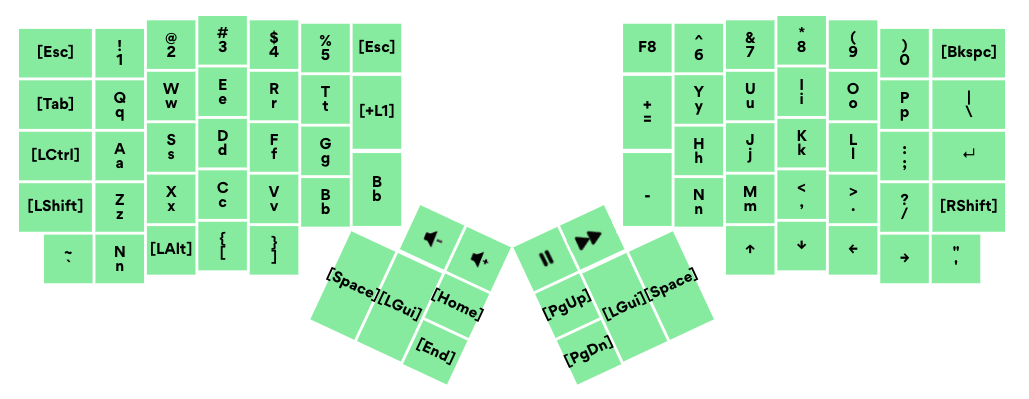 [Esc]
!
1
@
2
#
3
$
4
%
5
[Esc]
F8
^
6
&
7
*
8
(
9
)
0
[Bkspc]
[Tab]
Q
q
W
w
E
e
R
r
T
t
[+L1]
+
=
Y
y
U
u
I
i
O
o
P
p
|
\
[LCtrl]
A
a
S
s
D
d
F
f
G
g
H
h
J
j
K
k
L
l
:
;
↵
[LShift]
Z
z
X
x
C
c
V
v
B
b
B
b
-
N
n
M
m
<
,
>
.
?
/
[RShift]
~
`
N
n
[LAlt]
{
[
}
]
↑
↓
←
→
"
'
[Space]
[LGui]
[Home]
[End]
[PgUp]
[LGui]
[Space]
[PgDn]